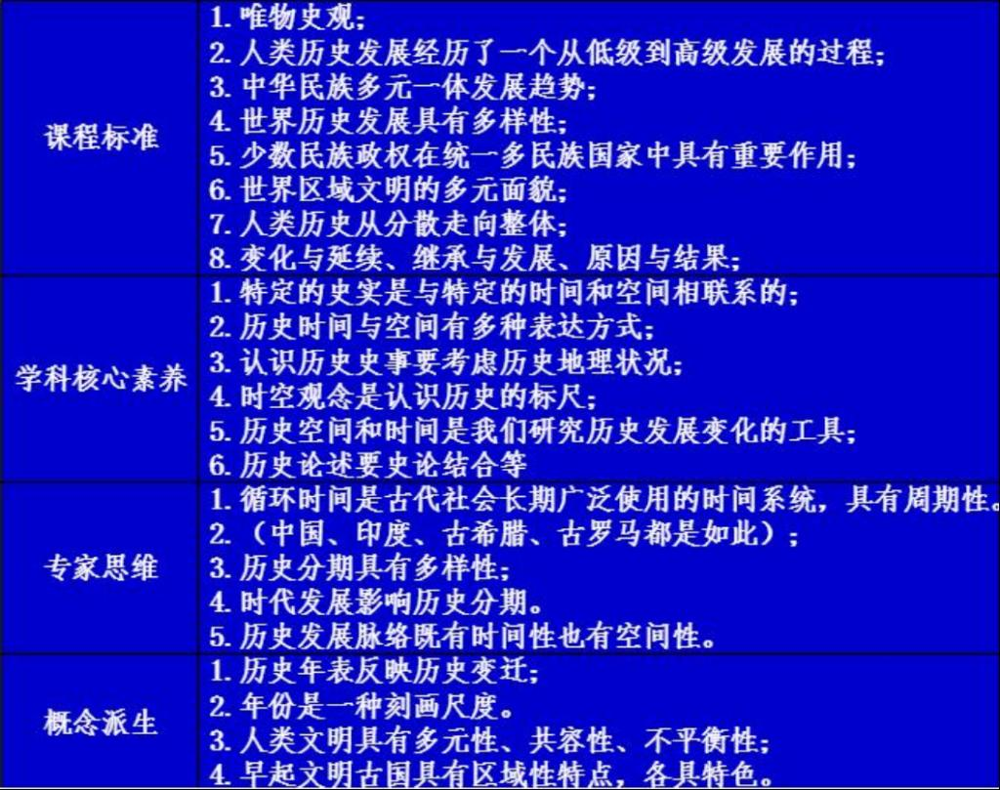 课程标准
1. 唯物史观；
2. 人类历史发展经历了一个从低级到高级发展的过程；
3. 中华民族多元一体发展趋势；
4. 世界历史发展具有多样性；
5. 少数民族政权在统一多民族国家中具有重要作用；
6. 世界区域文明的多元面貌；
7. 人类历史从分散走向整体；
8. 变化与延续、继承与发展、原因与结果；
学科核心素养
1. 特定的史实是与特定的时间和空间相联系的；
2. 历史时间与空间有多种表达方式；
3. 认识历史史事要考虑历史地理状况；
4. 时空观念是认识历史的标尺；
5. 历史空间和时间是我们研究历史发展变化的工具；
6. 历史论述要史论结合等
专家思维
1. 循环时间是古代社会长期广泛使用的时间系统，具有周期性。
2. （中国、印度、古希腊、古罗马都是如此）；
3. 历史分期具有多样性；
4. 时代发展影响历史分期。
5. 历史发展脉络既有时间性也有空间性。
概念派生
1. 历史年表反映历史变迁；
2. 年份是一种刻画尺度。
3. 人类文明具有多元性、共容性、不平衡性；
4. 早起文明古国具有区域性特点，各具特色。